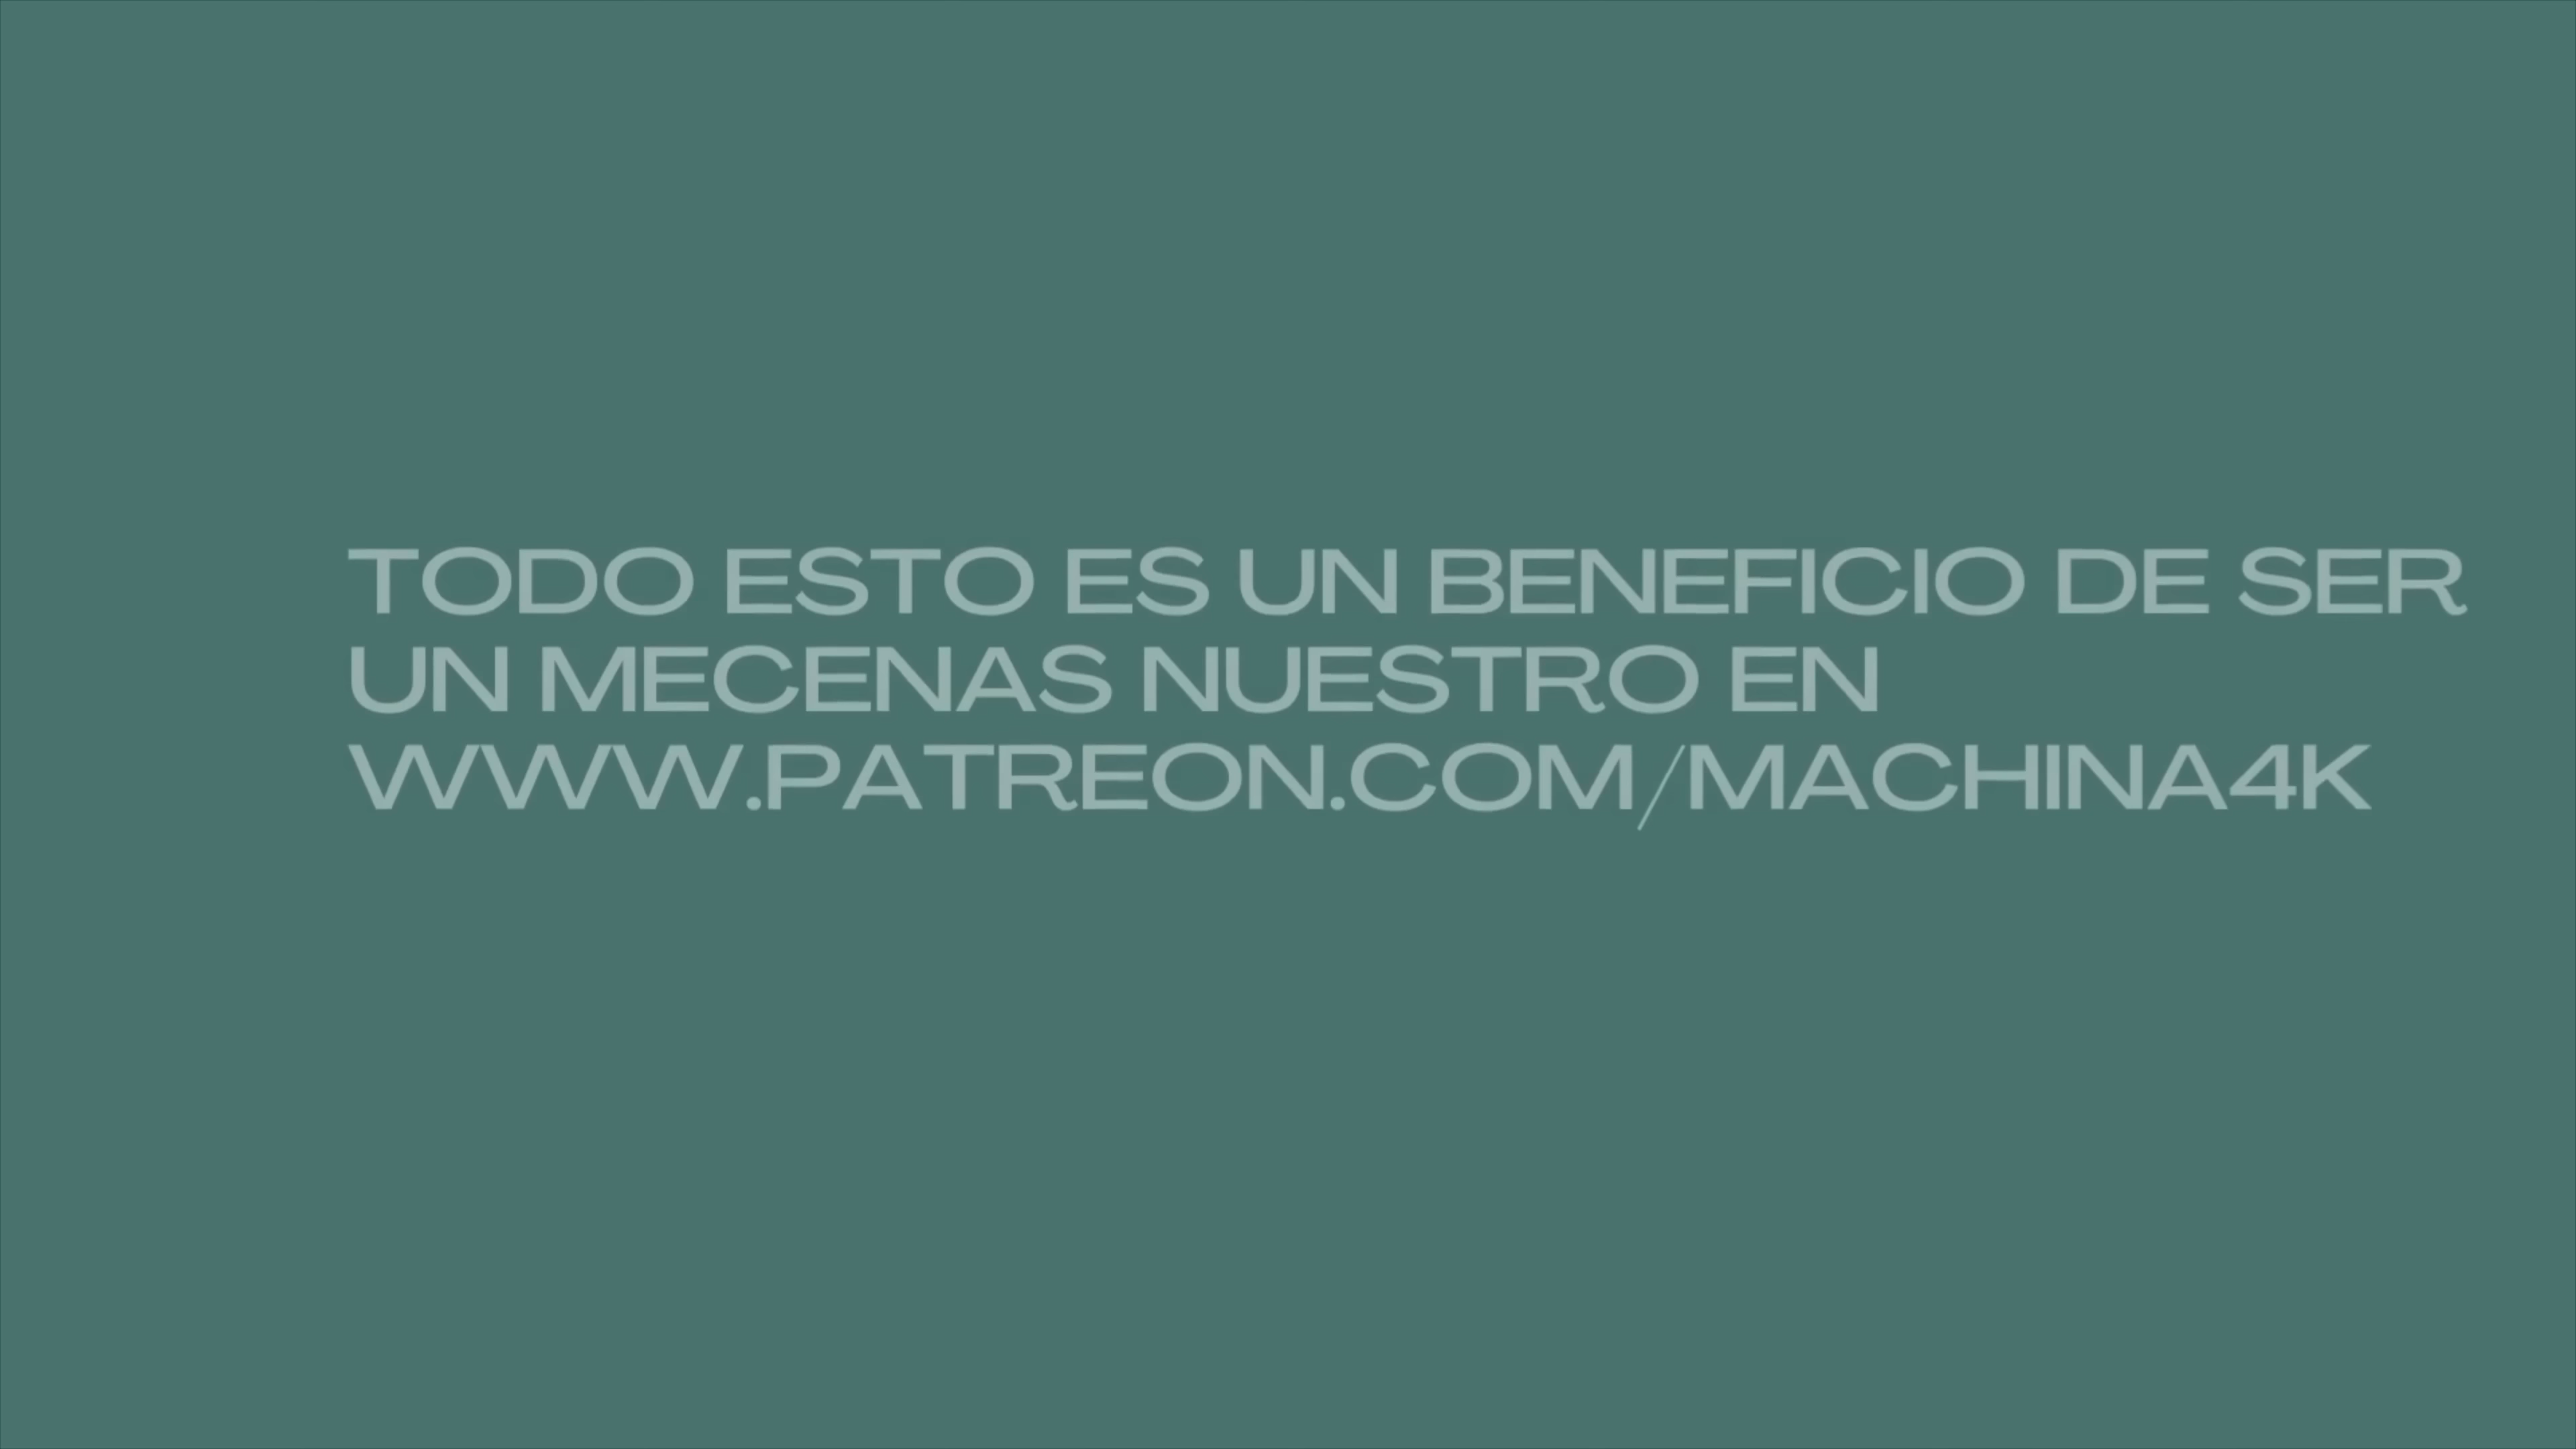 TODO ESTO ES UN BENEFICIO DE SER
UN MECENAS NUESTRO EN
WWW.PATREON.COM/MACHINA4K